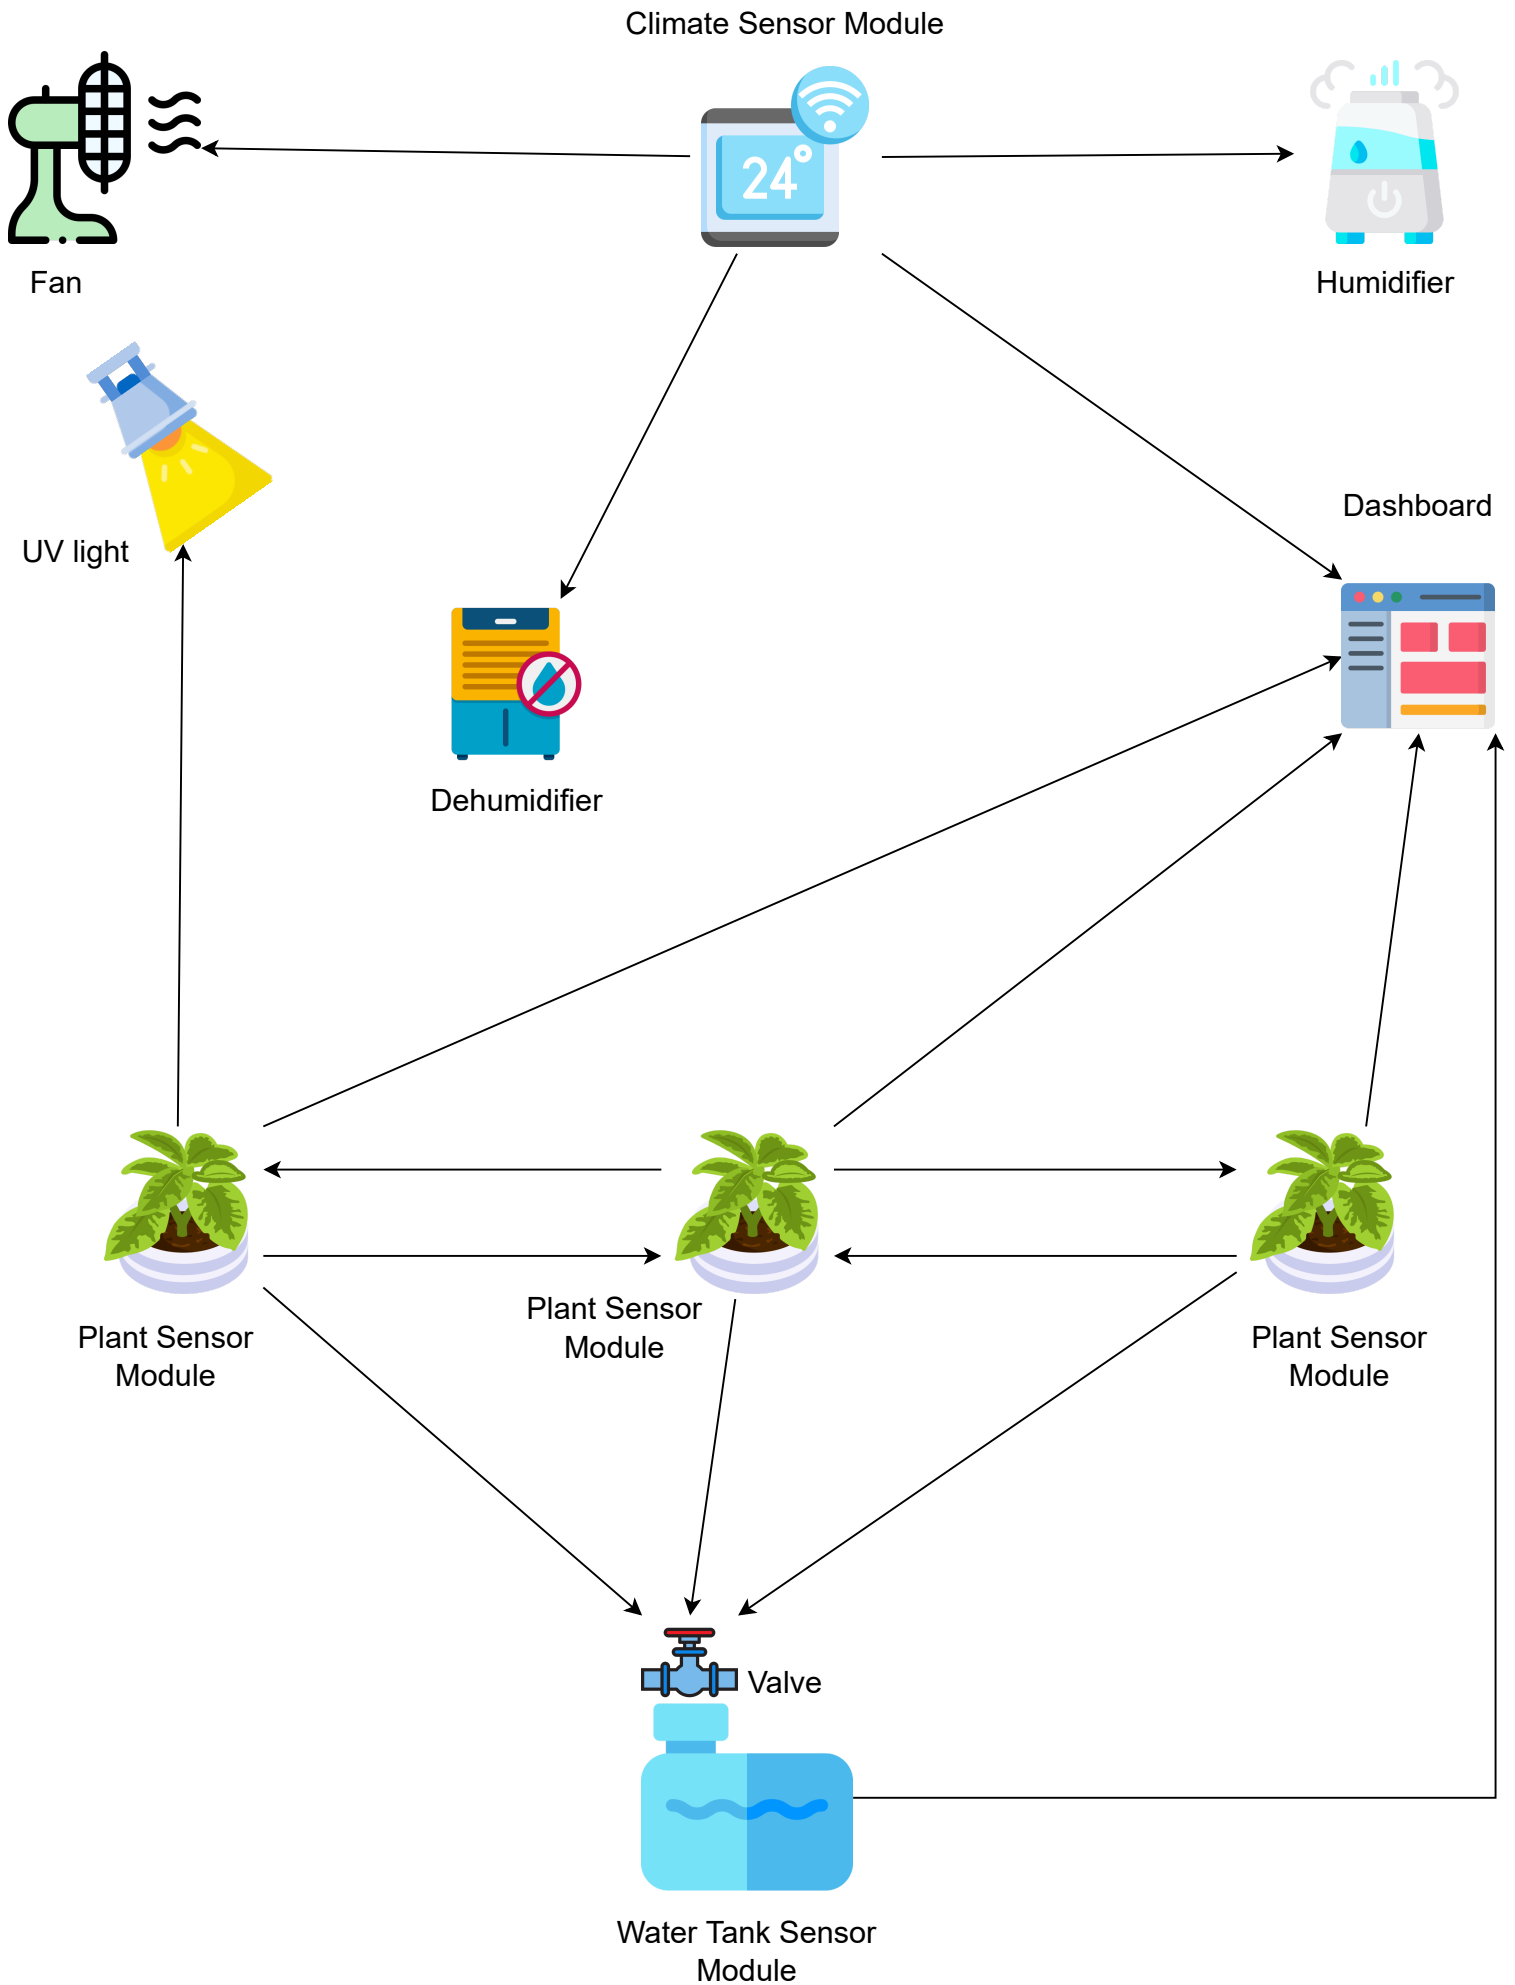 Climate Sensor Module
24°
Fan
Humidifier
UV light
Dashboard
Dehumidifier
Plant Sensor
Module
Plant Sensor
Module
Plant Sensor
Module
Valve
Water Tank Sensor
Module